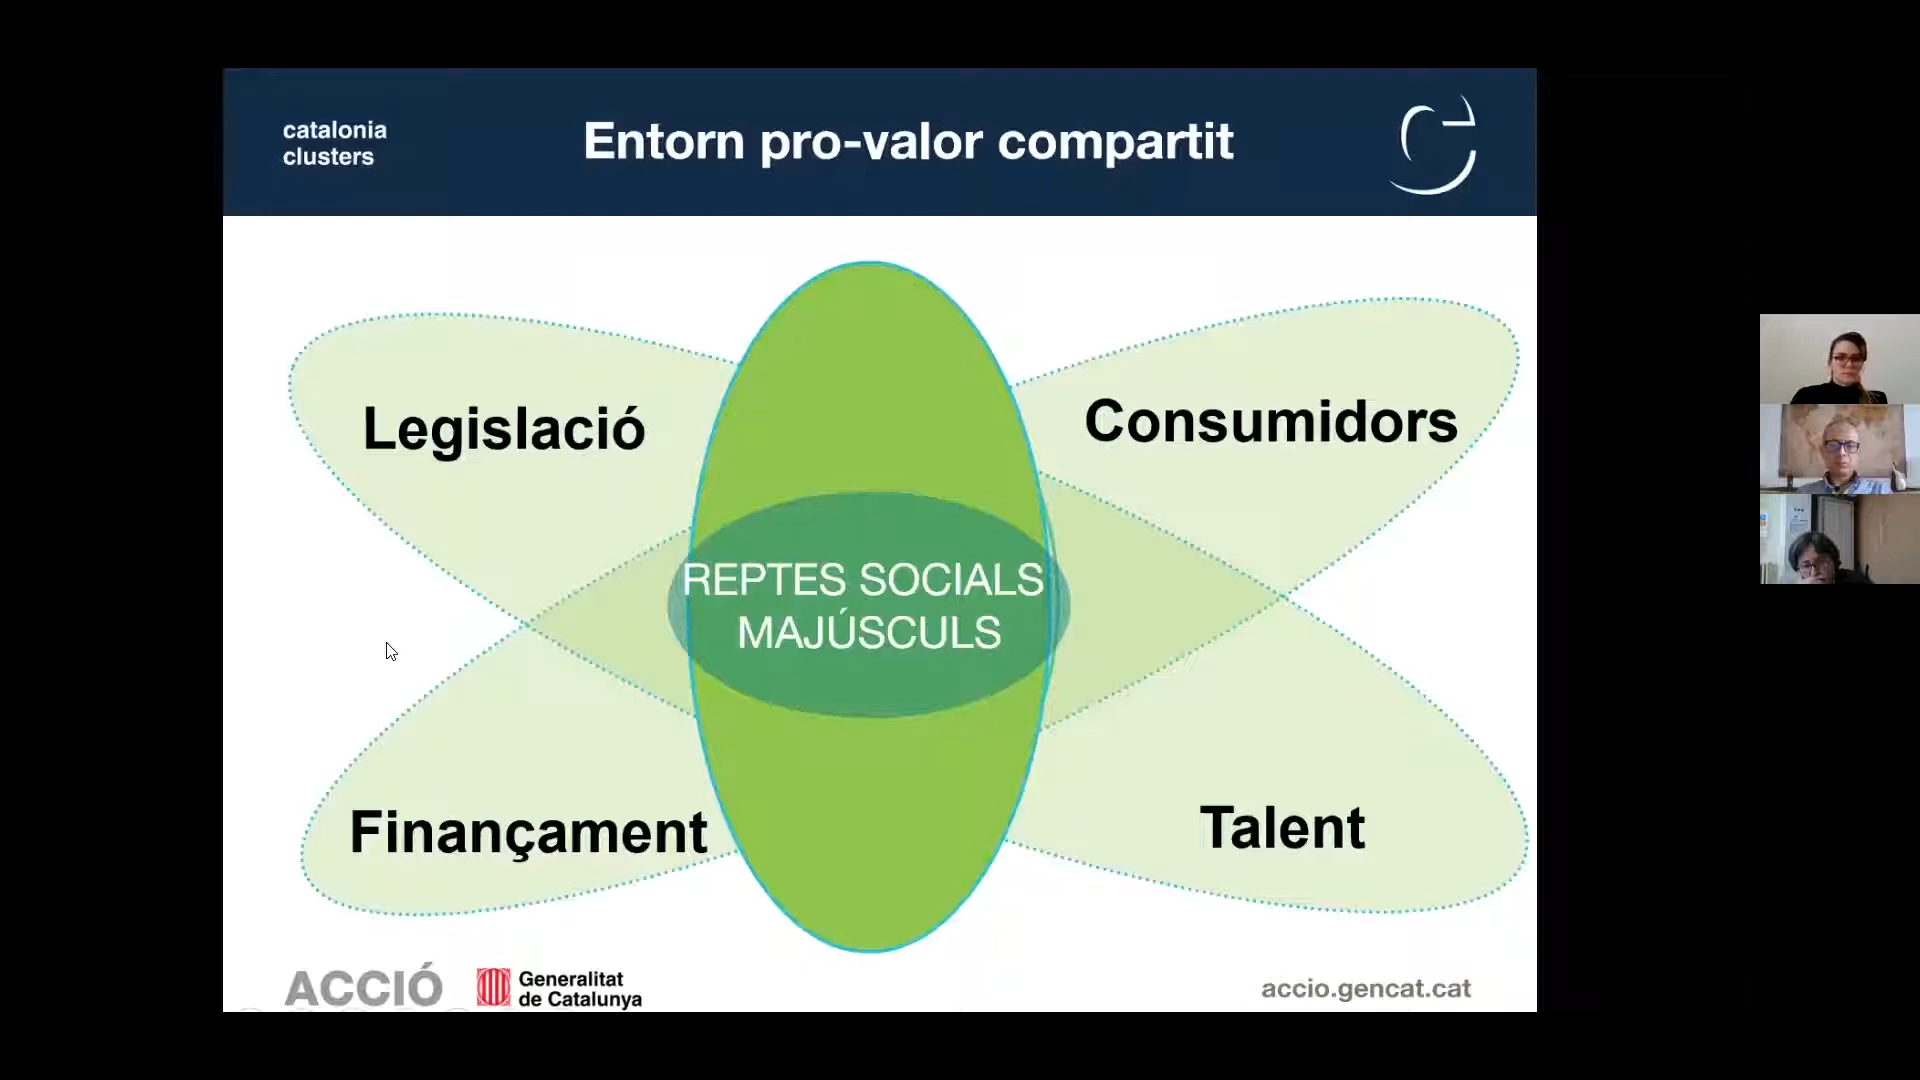 catalonia
clusters
Entorn pro-valor compartit
Legislació
Consumidors
REPTES SOCIALS
MAJÚSCULS
Finançament
Talent
ACCIÓ
Generalitat
de Catalunya
accio.gencat.cat